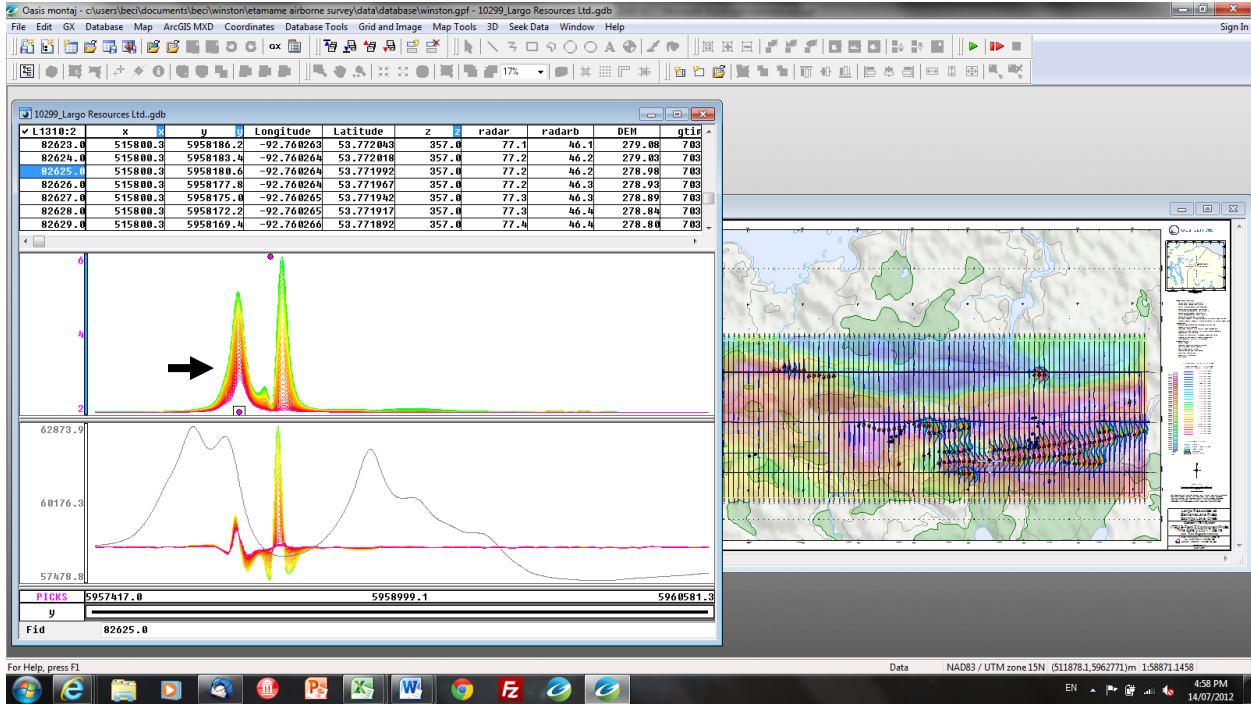 Oasis montaj - c:\users\beci\documents\beci\winston\etamame airborne survey\data\database\winston.gpf - 10299_Largo Resources Ltd..gdb
File Edit GX Database Map ArcGIS MXD Coordinates Database Tools Grid and Image Map Tools 3D Seek Data Window Help Sign In
GX
17%
10299_Largo Resources Ltd..gdb
✓ L1310:2 x x y y Longitude Latitude z z radar radarb DEM gtim
82623.0 515800.3 5958186.2 -92.760263 53.772043 357.0 77.1 46.1 279.08 703
82624.0 515800.3 5958183.4 -92.760264 53.772018 357.0 77.2 46.2 279.03 703
82625.0 515800.3 5958180.6 -92.760264 53.771992 357.0 77.2 46.2 278.98 703
82626.0 515800.3 5958177.8 -92.760264 53.771967 357.0 77.2 46.3 278.93 703
82627.0 515800.3 5958175.0 -92.760265 53.771942 357.0 77.3 46.3 278.89 703
82628.0 515800.3 5958172.2 -92.760265 53.771917 357.0 77.3 46.4 278.84 703
82629.0 515800.3 5958169.4 -92.760266 53.771892 357.0 77.4 46.4 278.80 703
6
4
2
62873.9
60176.3
57478.8
PICKS 5957417.0 5958999.1 5960581.3
y
Fid 82625.0
For Help, press F1 Data NAD83 / UTM zone 15N (511878.1,5962771)m 1:58871.1458
EN 4:58 PM
14/07/2012